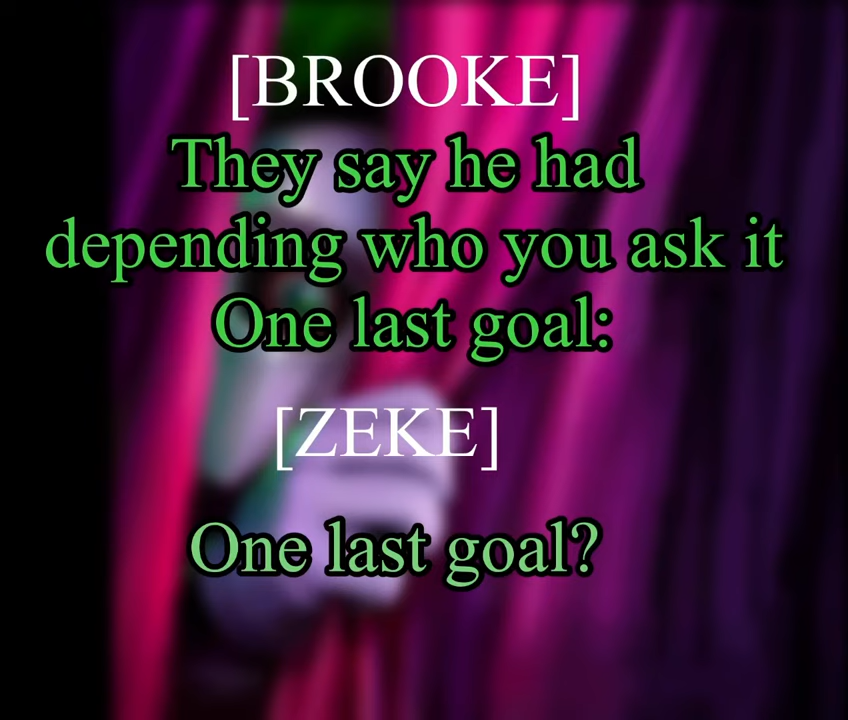 [BROOKE]
They say he had
depending who you ask it
One last goal:
[ZEKE]
One last goal?